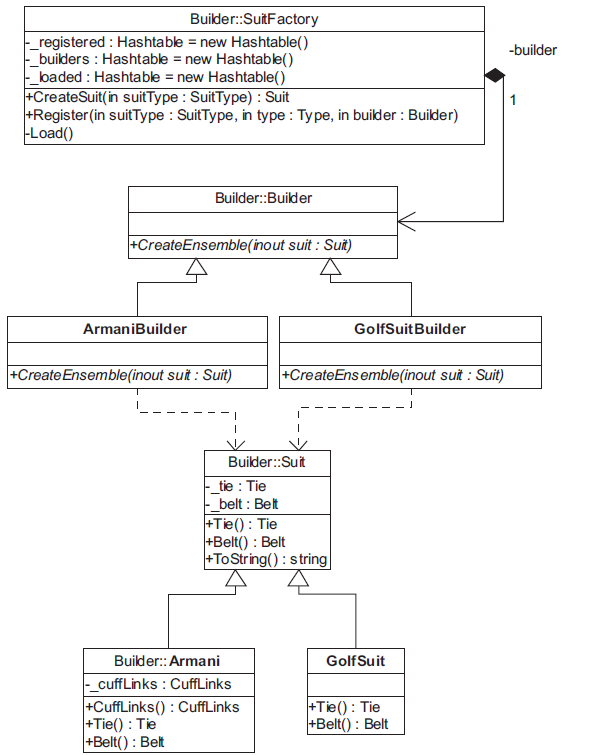 Builder::SuitFactory
-_registered : Hashtable = new Hashtable()
-_builders : Hashtable = new Hashtable()
-_loaded : Hashtable = new Hashtable()
+CreateSuit(in suitType : SuitType) : Suit
+Register(in suitType : SuitType, in type : Type, in builder : Builder)
-Load()
-builder
1
Builder::Builder
+CreateEnsemble(inout suit : Suit)
ArmaniBuilder
+CreateEnsemble(inout suit : Suit)
GolfSuitBuilder
+CreateEnsemble(inout suit : Suit)
Builder::Suit
-_tie : Tie
-_belt : Belt
+Tie() : Tie
+Belt() : Belt
+ToString() : string
Builder::Armani
-_cuffLinks : CuffLinks
+CuffLinks() : CuffLinks
+Tie() : Tie
+Belt() : Belt
GolfSuit
+Tie() : Tie
+Belt() : Belt